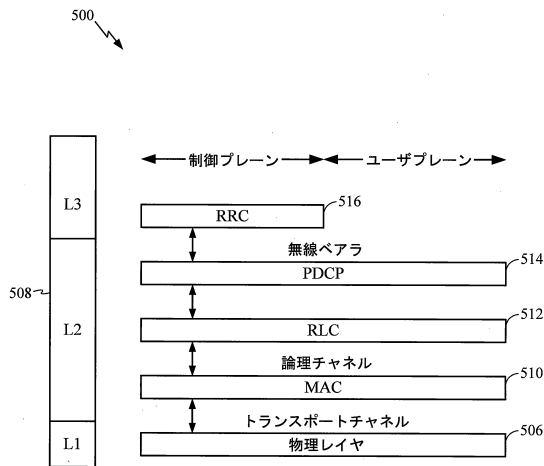 500
制御プレーン
ユーザプレーン
L3
RRC
516
無線ベアラ
PDCP
514
508
L2
RLC
512
論理チャネル
MAC
510
トランスポートチャネル
L1
物理レイヤ
506